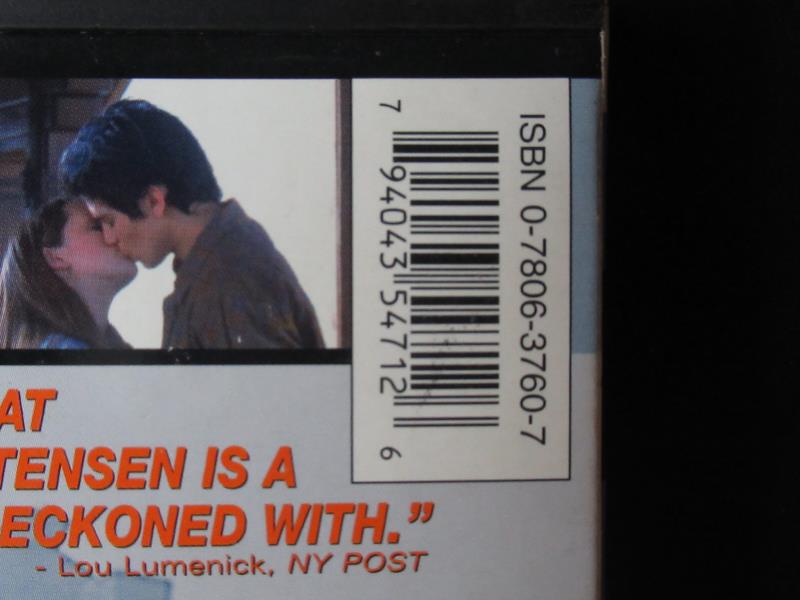 ISBN 0-7806-3760-7
7 94043 54712 6
AT
TENSEN IS A
ECKONED WITH.”
- Lou Lumenick, NY POST